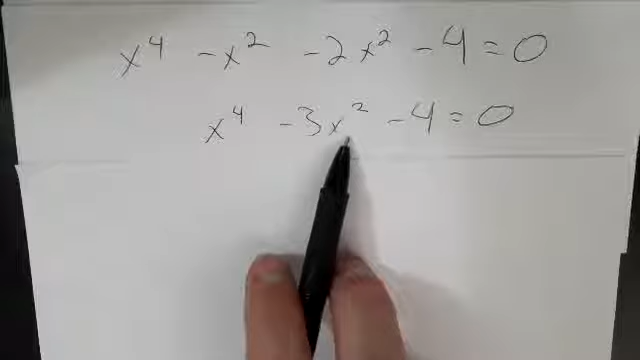 x⁴ - x² - 2x² - 4 = 0
x⁴ - 3x² - 4 = 0